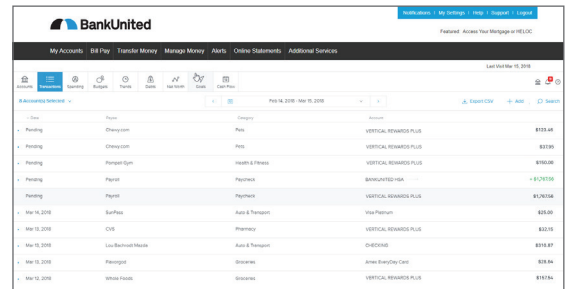 Notifications | My Settings | Help | Support | Logout
BankUnited
Featured: Access Your Mortgage or HELOC
My Accounts Bill Pay Transfer Money Manage Money Alerts Online Statements Additional Services
Last Visit Mar 15, 2018
Accounts Transactions Spending Budgets Trends Debts Net Worth Goals Cash Flow
Account(s) Selected Feb 14, 2018 - Mar 15, 2018 Export CSV + Add Search
Date Payee Category Account
Pending Chewy.com Pets VERTICAL REWARDS PLUS $123.48
Pending Chewy.com Pets VERTICAL REWARDS PLUS $37.95
Pending Pompeii Gym Health & Fitness VERTICAL REWARDS PLUS $150.00
Pending Payroll Paycheck BANKUNITED HSA + $1,767.56
Pending Payroll Paycheck VERTICAL REWARDS PLUS $1,767.56
Mar 14, 2018 SunPass Auto & Transport Visa Platinum $25.00
Mar 13, 2018 CVS Pharmacy VERTICAL REWARDS PLUS $32.15
Mar 13, 2018 Lou Bachrodt Mazda Auto & Transport CHECKING $310.87
Mar 12, 2018 Groceries Amex EveryDay Card $26.84
Mar 12, 2018 Whole Foods Groceries VERTICAL REWARDS PLUS $157.64